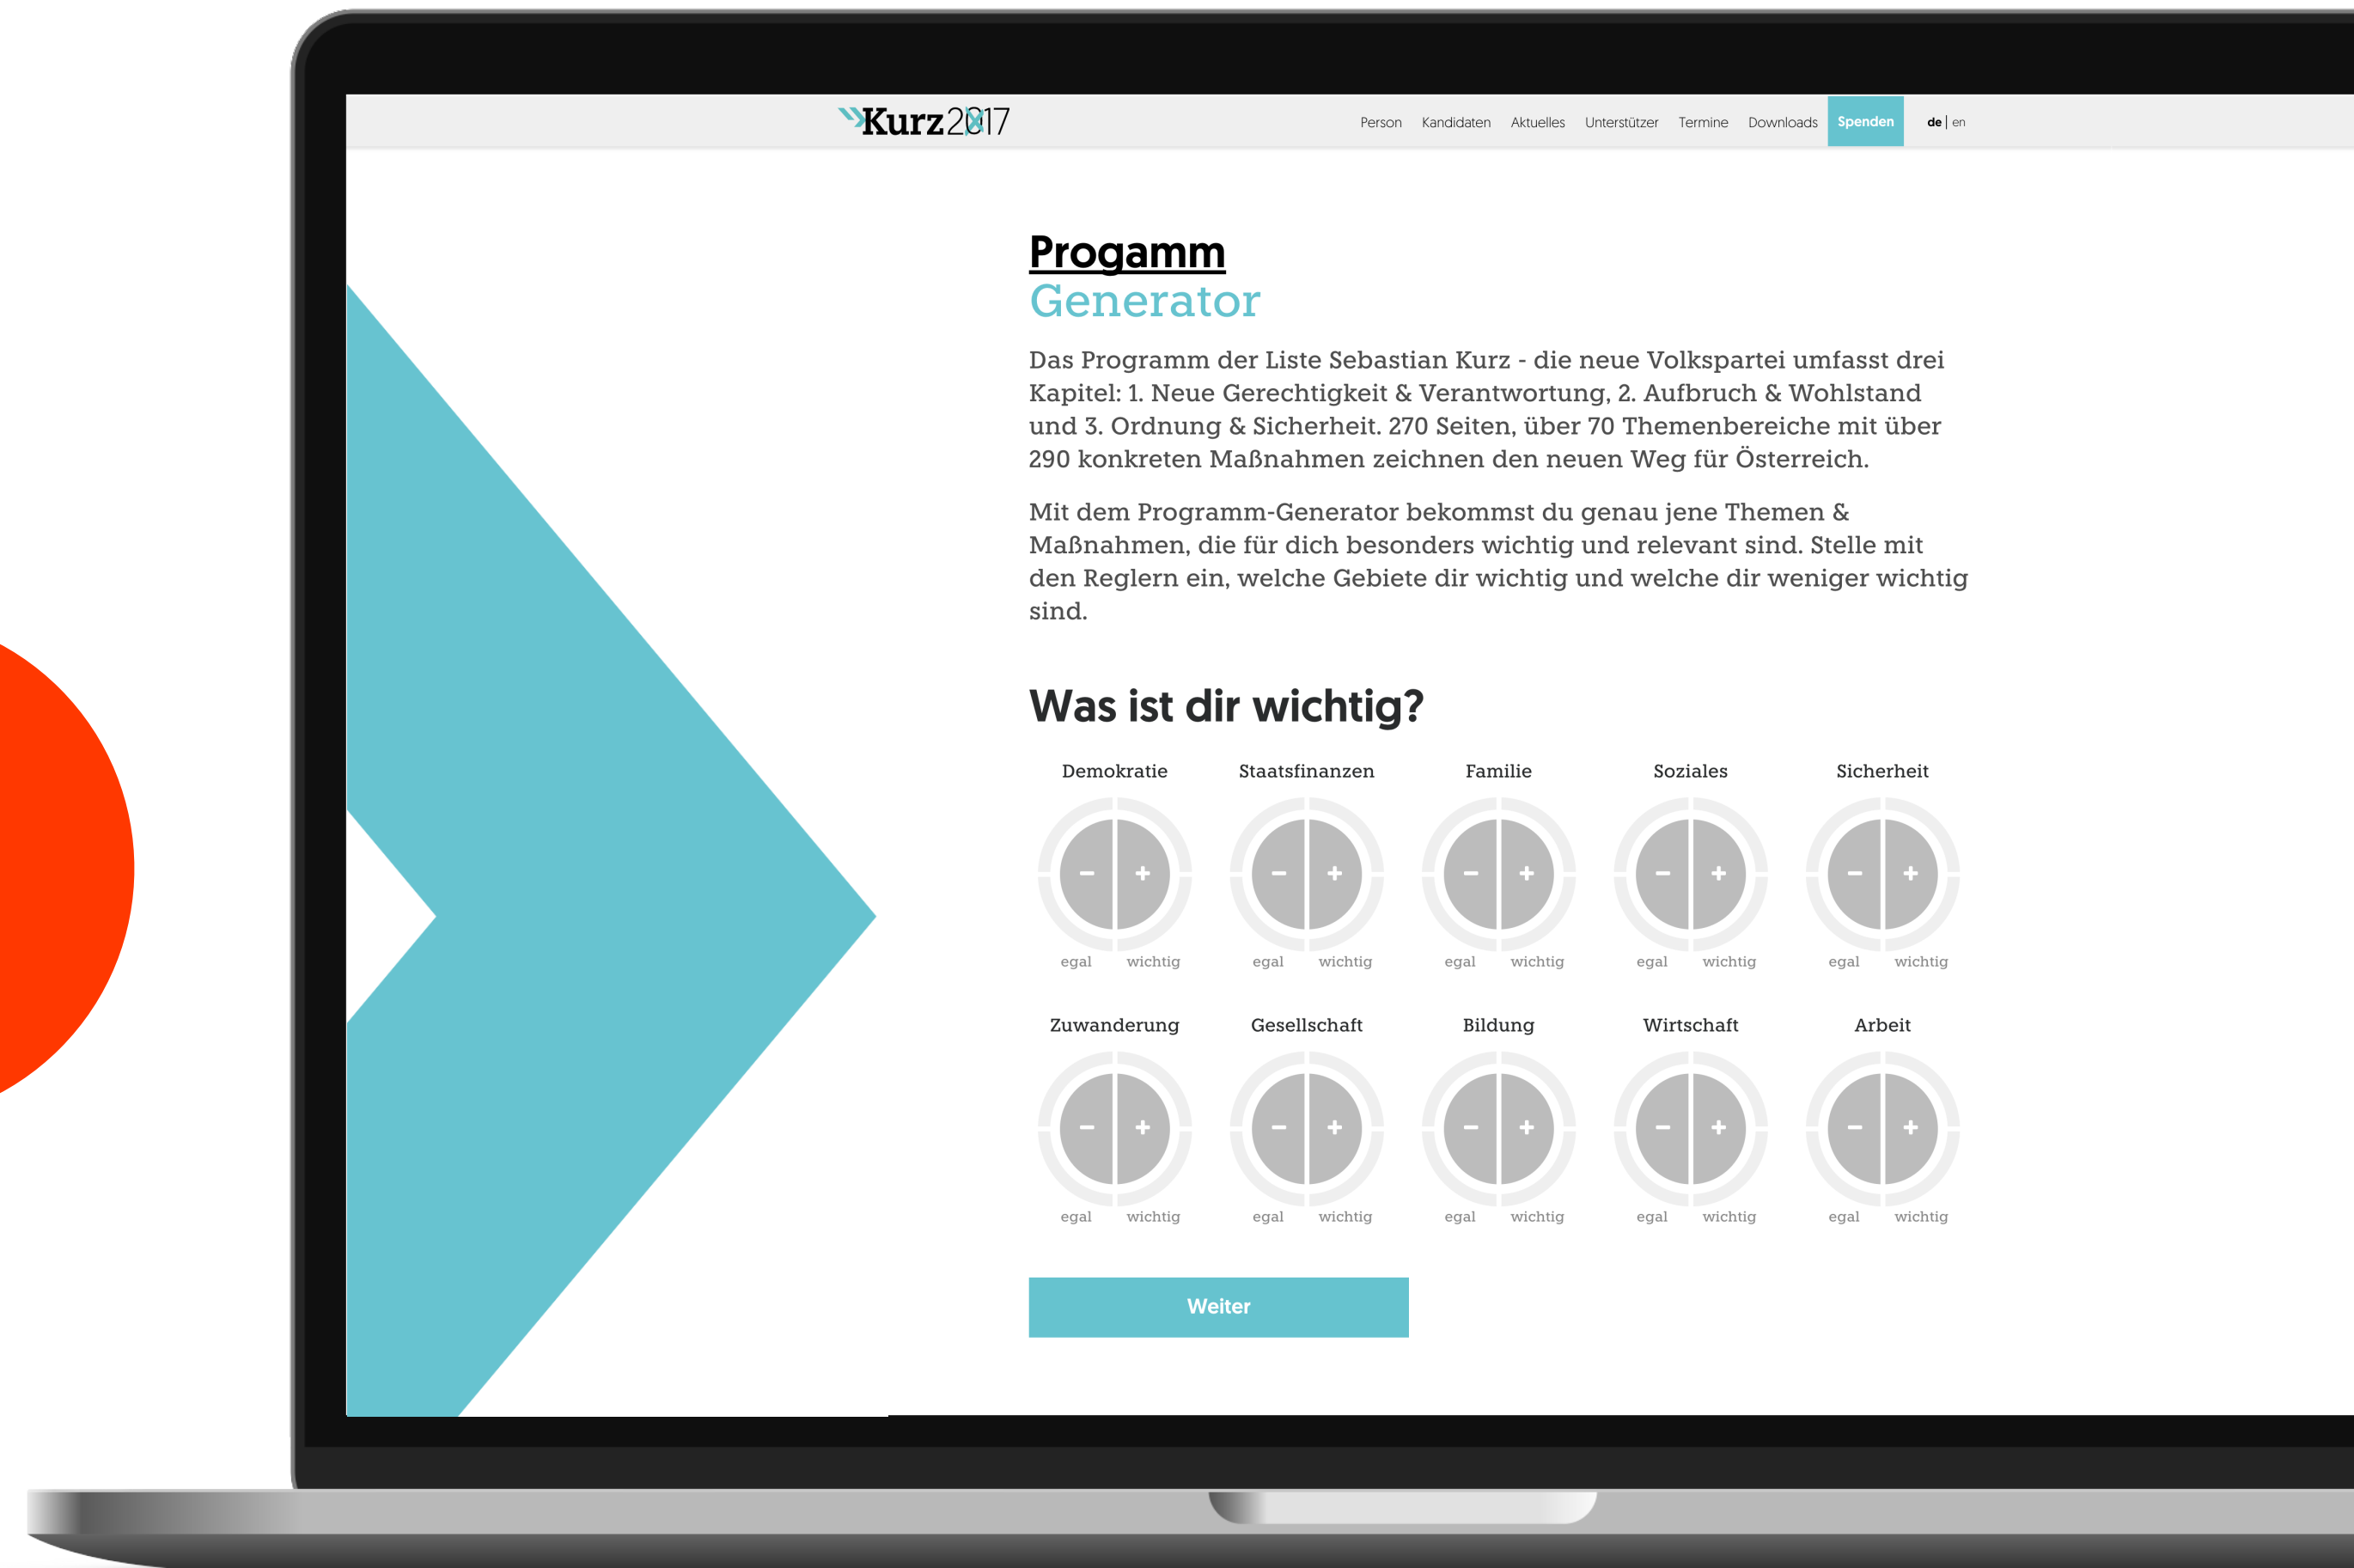 Kurz 2017
Person Kandidaten Aktuelles Unterstützer Termine Downloads Spenden de | en
Progamm
Generator
Das Programm der Liste Sebastian Kurz - die neue Volkspartei umfasst drei
Kapitel: 1. Neue Gerechtigkeit & Verantwortung, 2. Aufbruch & Wohlstand
und 3. Ordnung & Sicherheit. 270 Seiten, über 70 Themenbereiche mit über
290 konkreten Maßnahmen zeichnen den neuen Weg für Österreich.
Mit dem Programm-Generator bekommst du genau jene Themen &
Maßnahmen, die für dich besonders wichtig und relevant sind. Stelle mit
den Reglern ein, welche Gebiete dir wichtig und welche dir weniger wichtig
sind.
Was ist dir wichtig?
Demokratie Staatsfinanzen Familie Soziales Sicherheit
- + - + - + - + - +
egal wichtig egal wichtig egal wichtig egal wichtig egal wichtig
Zuwanderung Gesellschaft Bildung Wirtschaft Arbeit
- + - + - + - + - +
egal wichtig egal wichtig egal wichtig egal wichtig egal wichtig
Weiter